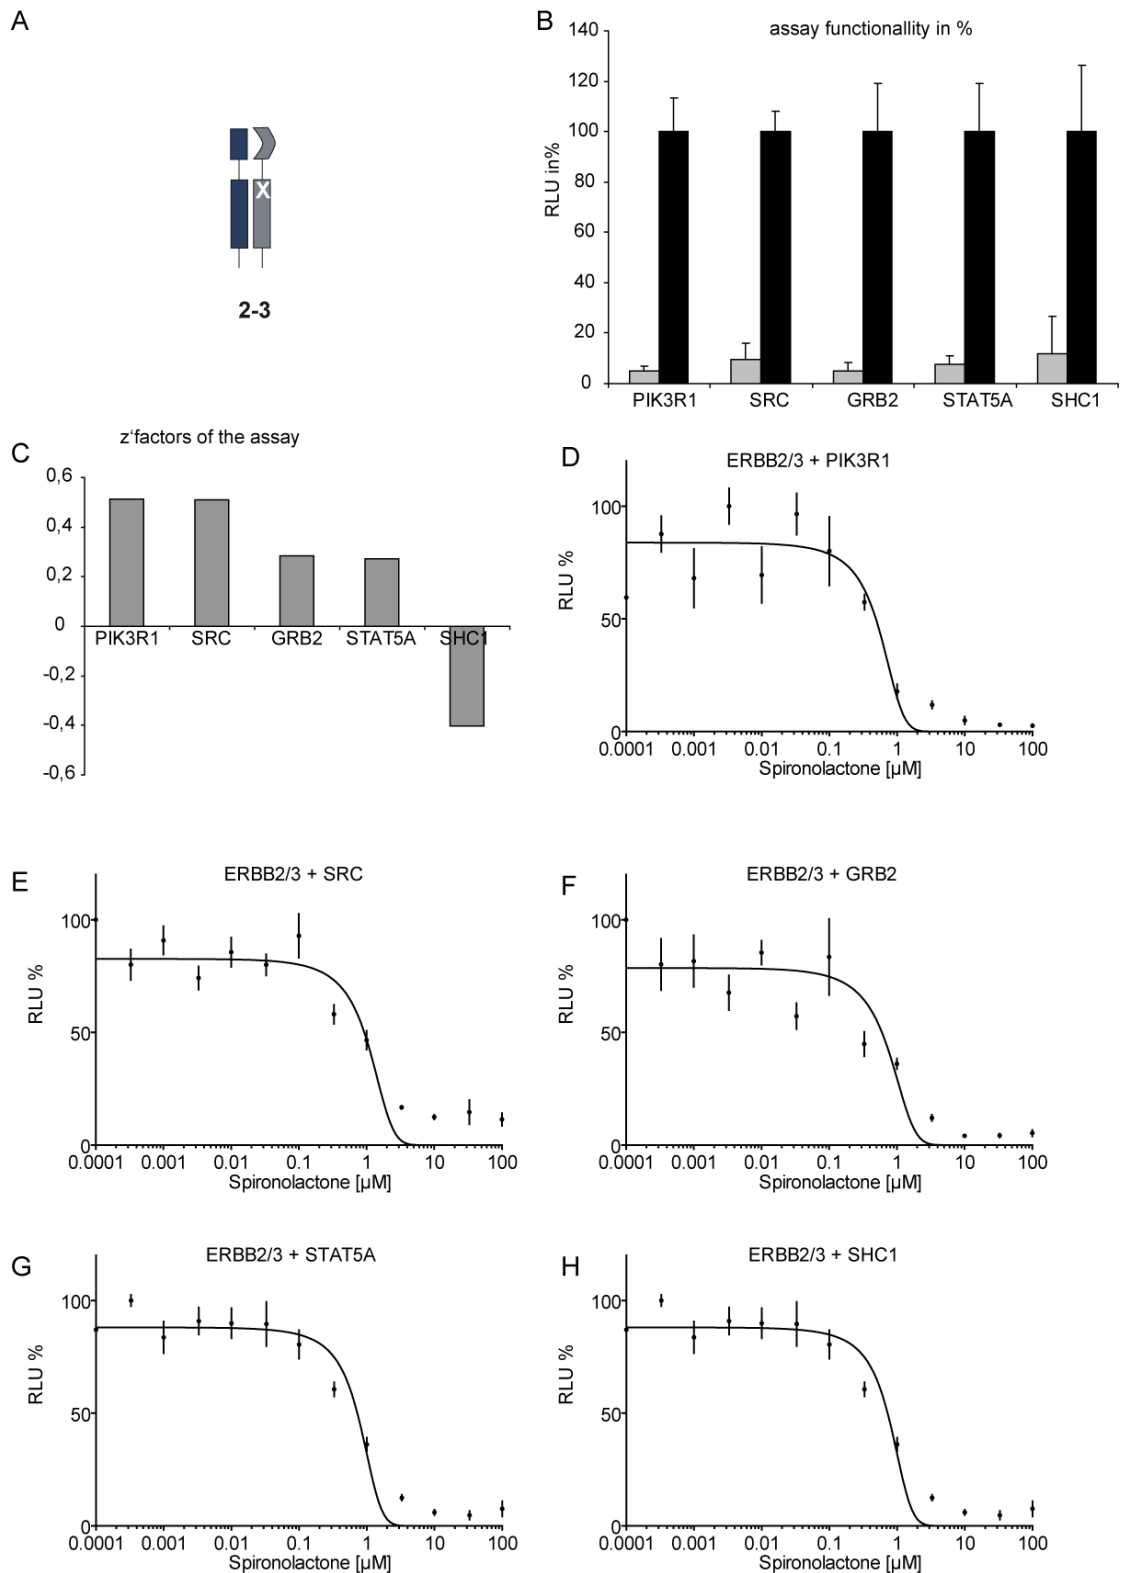 A
X
2-3
B
assay functionallity in %
RLU in%
140
120
100
80
60
40
20
0
PIK3R1 SRC GRB2 STAT5A SHC1
C
z'factors of the assay
0,6
0,4
0,2
0
-0,2
-0,4
-0,6
PIK3R1 SRC GRB2 STAT5A SHC1
D
ERBB2/3 + PIK3R1
RLU %
100
50
0
0.0001 0.001 0.01 0.1 1 10 100
Spironolactone [µM]
E
ERBB2/3 + SRC
RLU %
100
50
0
0.0001 0.001 0.01 0.1 1 10 100
Spironolactone [µM]
F
ERBB2/3 + GRB2
RLU %
100
50
0
0.0001 0.001 0.01 0.1 1 10 100
Spironolactone [µM]
G
ERBB2/3 + STAT5A
RLU %
100
50
0
0.0001 0.001 0.01 0.1 1 10 100
Spironolactone [µM]
H
ERBB2/3 + SHC1
RLU %
100
50
0
0.0001 0.001 0.01 0.1 1 10 100
Spironolactone [µM]